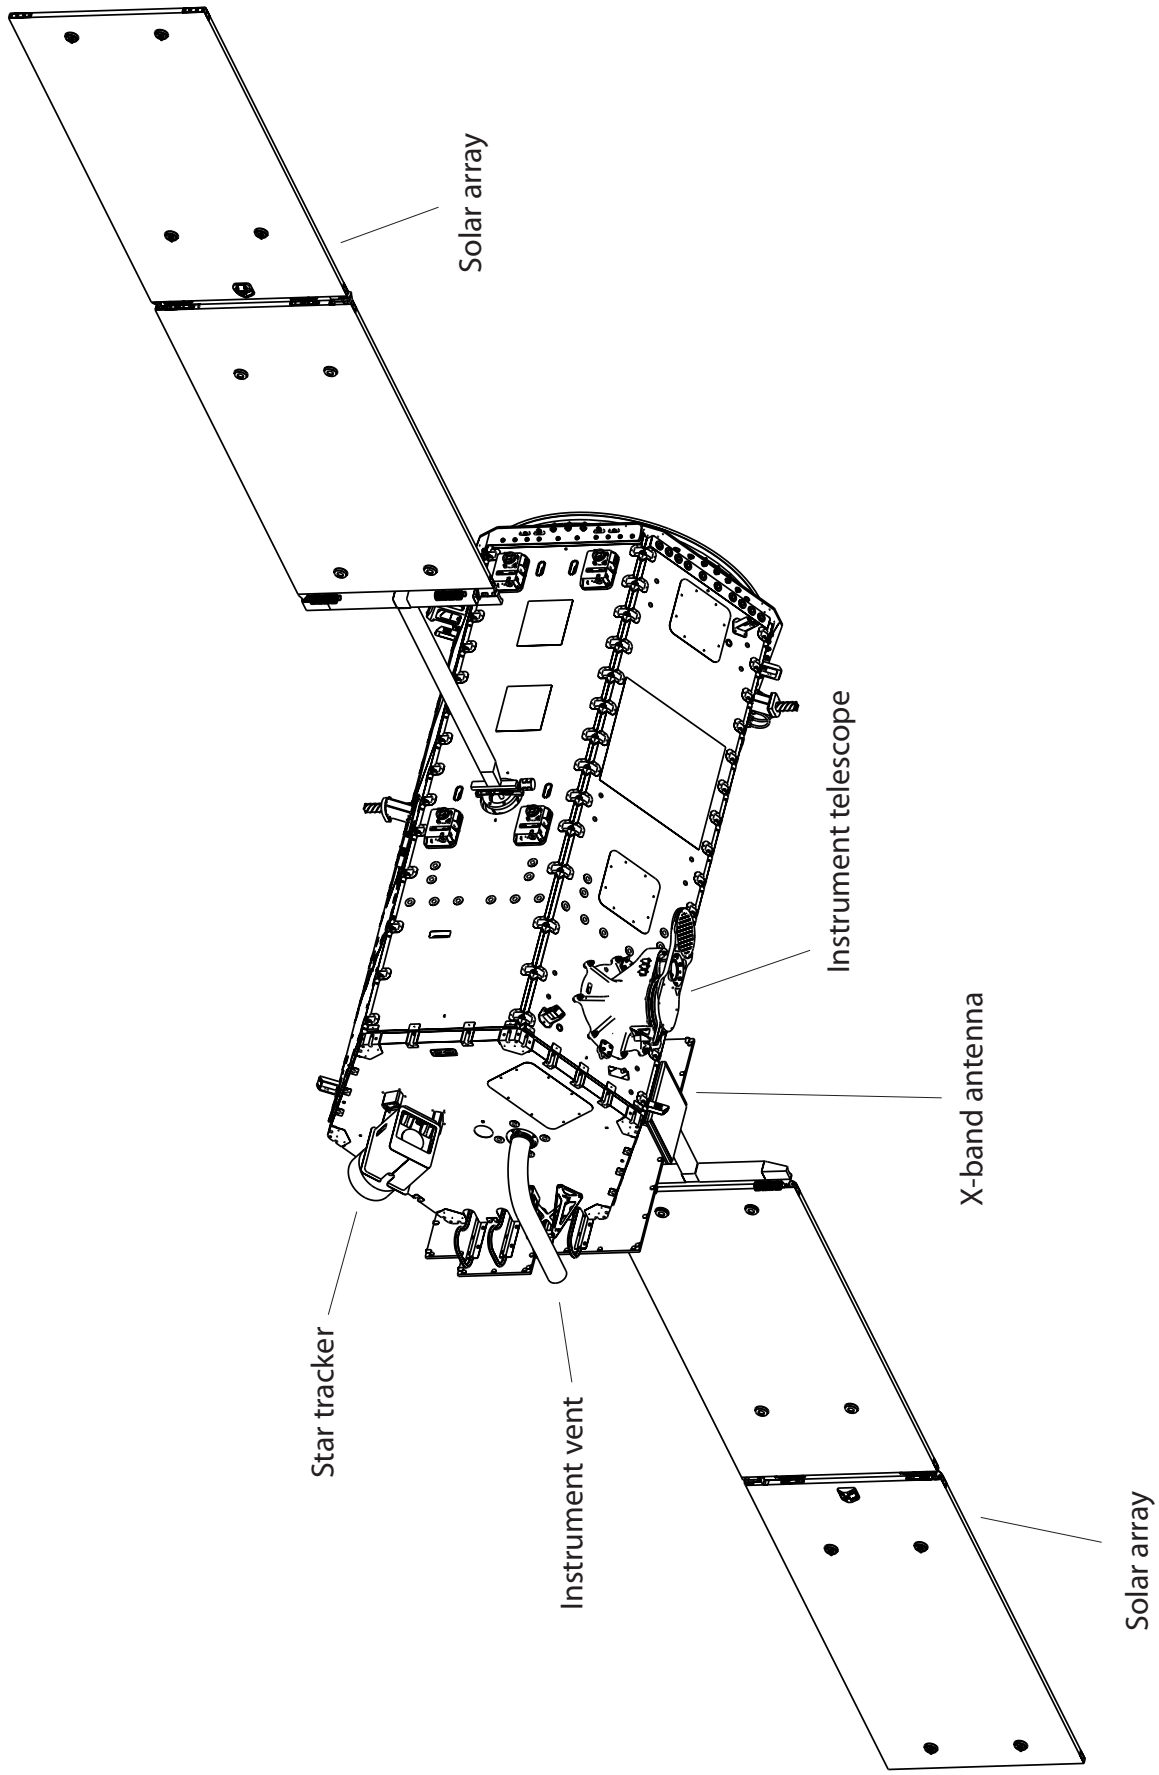 Solar array
Instrument telescope
X-band antenna
Star tracker
Instrument vent
Solar array